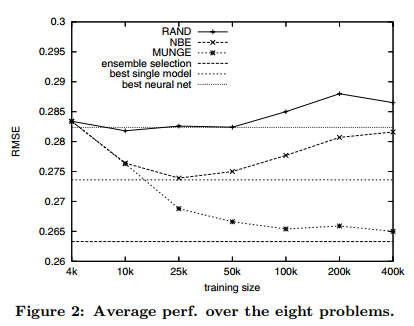 0.3
0.295
0.29
0.285
0.28
0.275
0.27
0.265
0.26
RMSE
RAND
NBE
MUNGE
ensemble selection
best single model
best neural net
4k 10k 25k 50k 100k 200k 400k
training size
Figure 2: Average perf. over the eight problems.